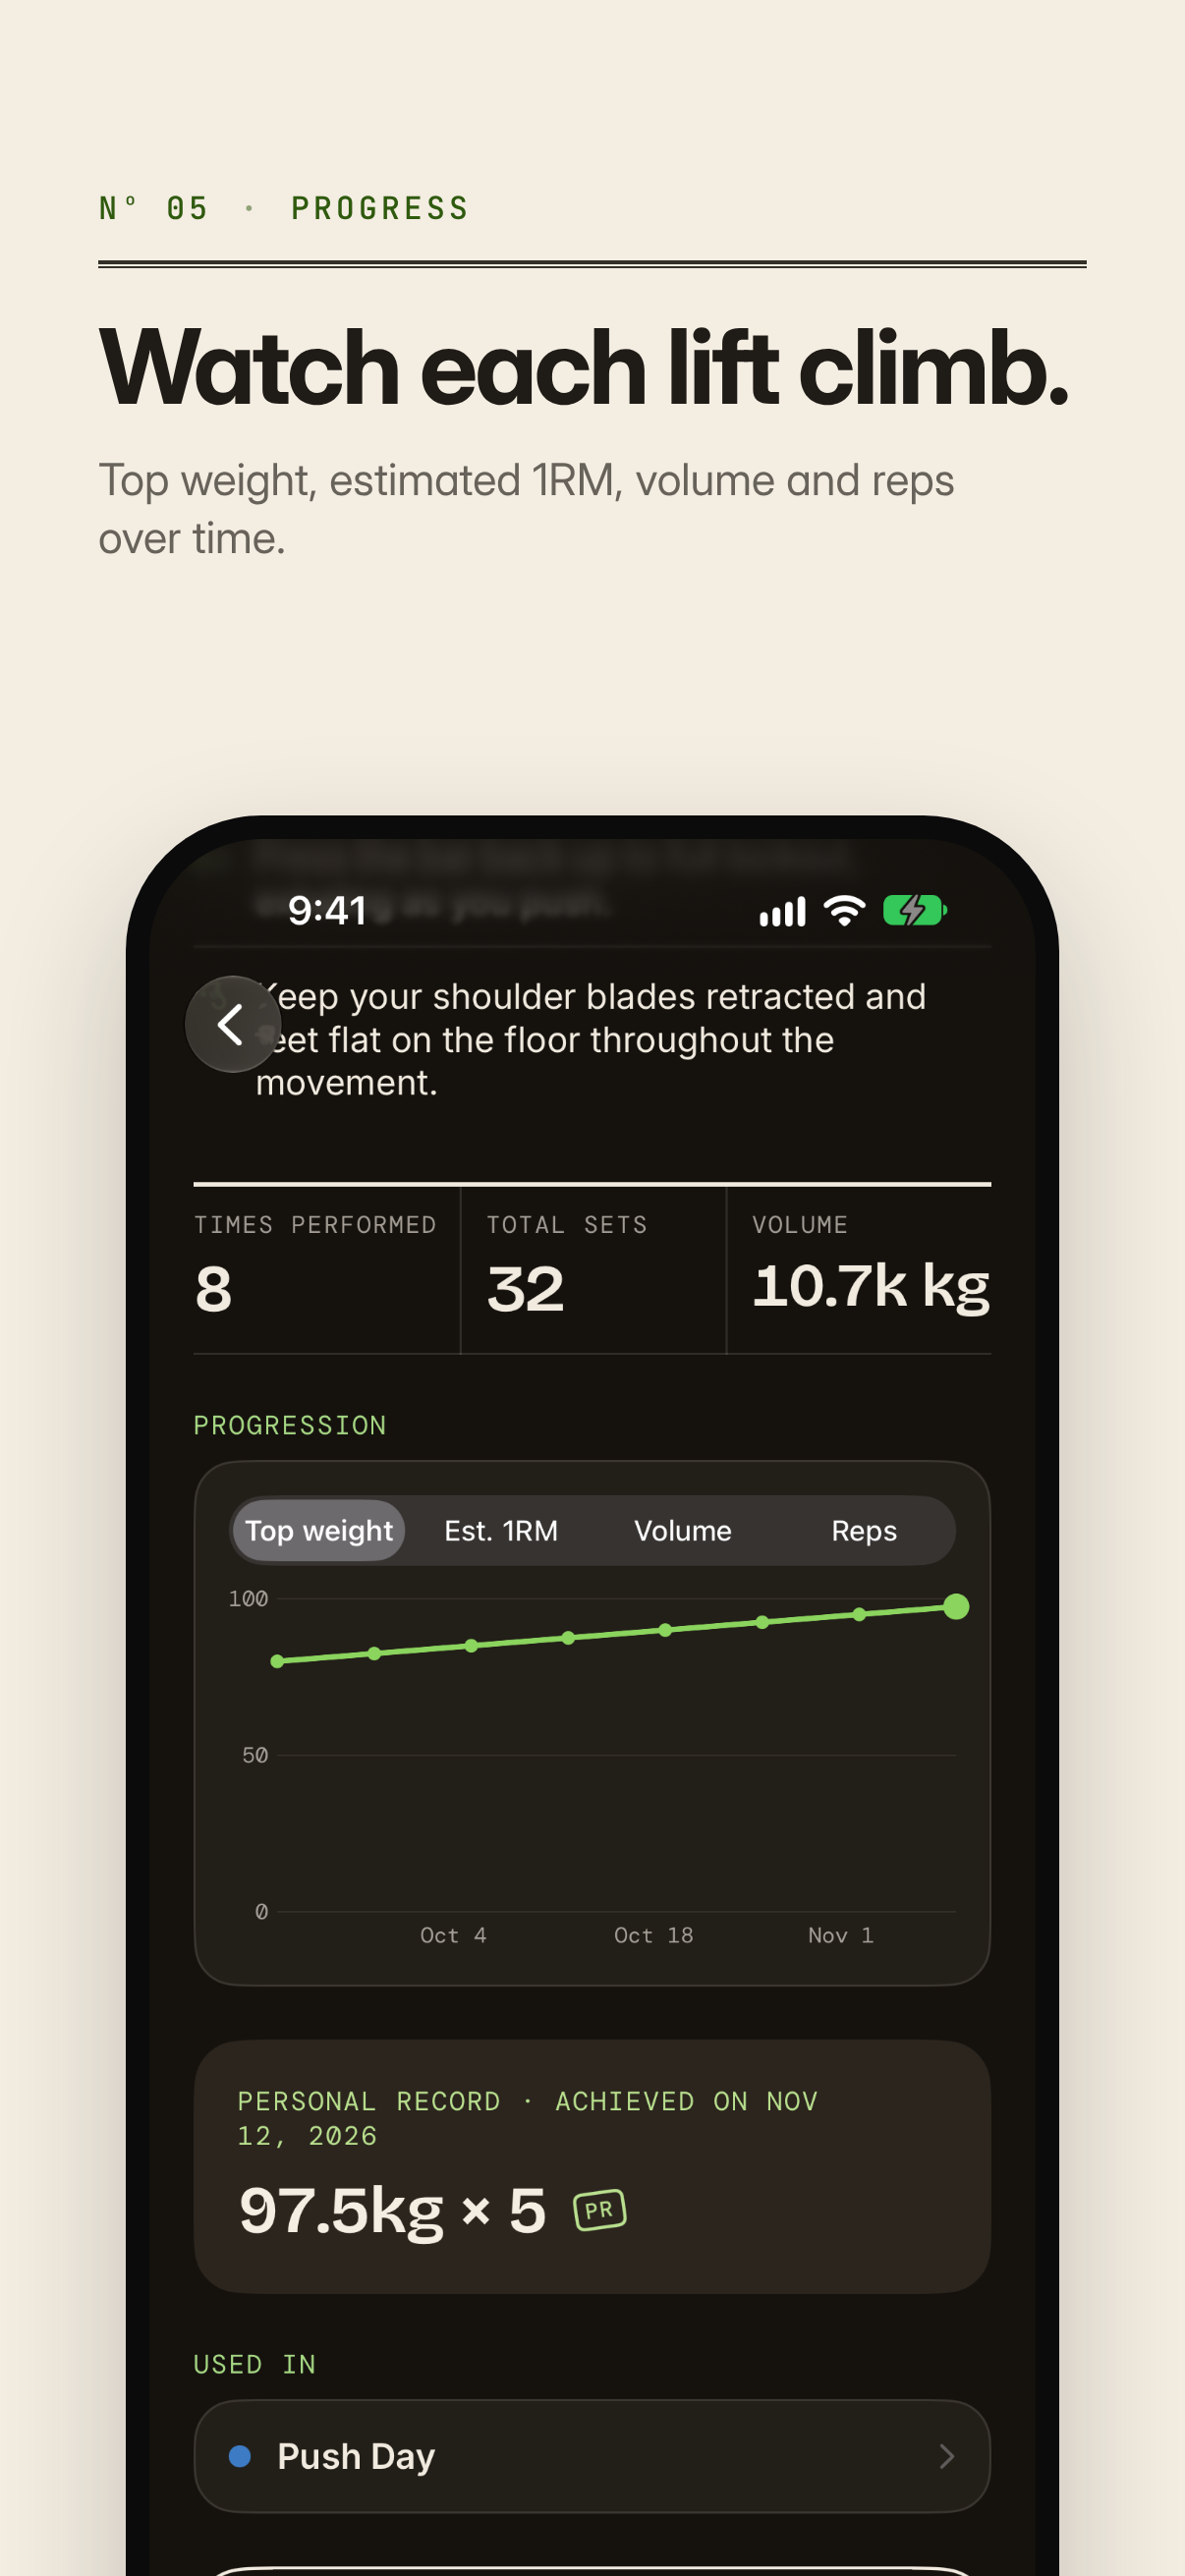 Nº 05 · PROGRESS
Watch each lift climb.
Top weight, estimated 1RM, volume and reps
over time.
9:41
Keep your shoulder blades retracted and
feet flat on the floor throughout the
movement.
TIMES PERFORMED
8
TOTAL SETS
32
VOLUME
10.7k kg
PROGRESSION
Top weight Est. 1RM Volume Reps
100
50
0
Oct 4 Oct 18 Nov 1
PERSONAL RECORD · ACHIEVED ON NOV
12, 2026
97.5kg × 5 PR
USED IN
Push Day